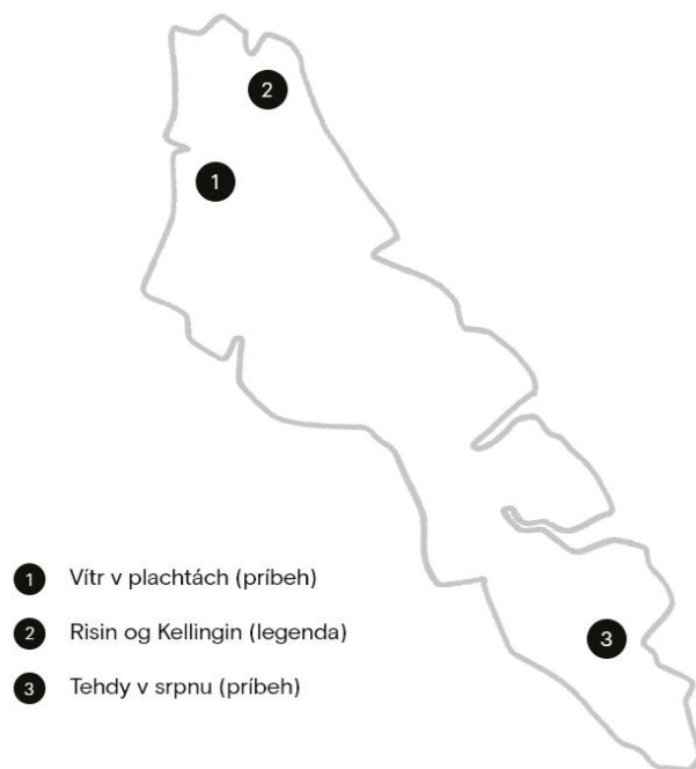 2
1
3
1 Vítr v plachtách (príbeh)
2 Risin og Kellingin (legenda)
3 Tehdy v srpnu (príbeh)